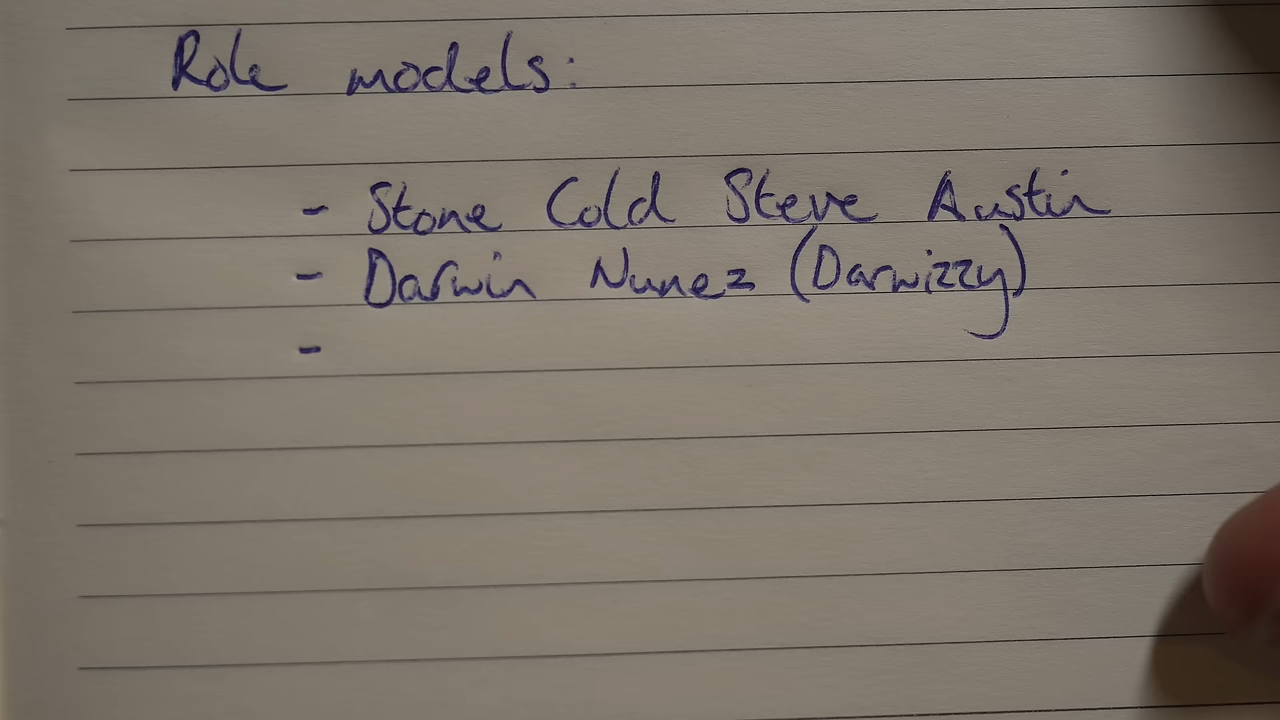 Role models:
- Stone Cold Steve Austin
- Darwin Nunez (Darwizzy)
-